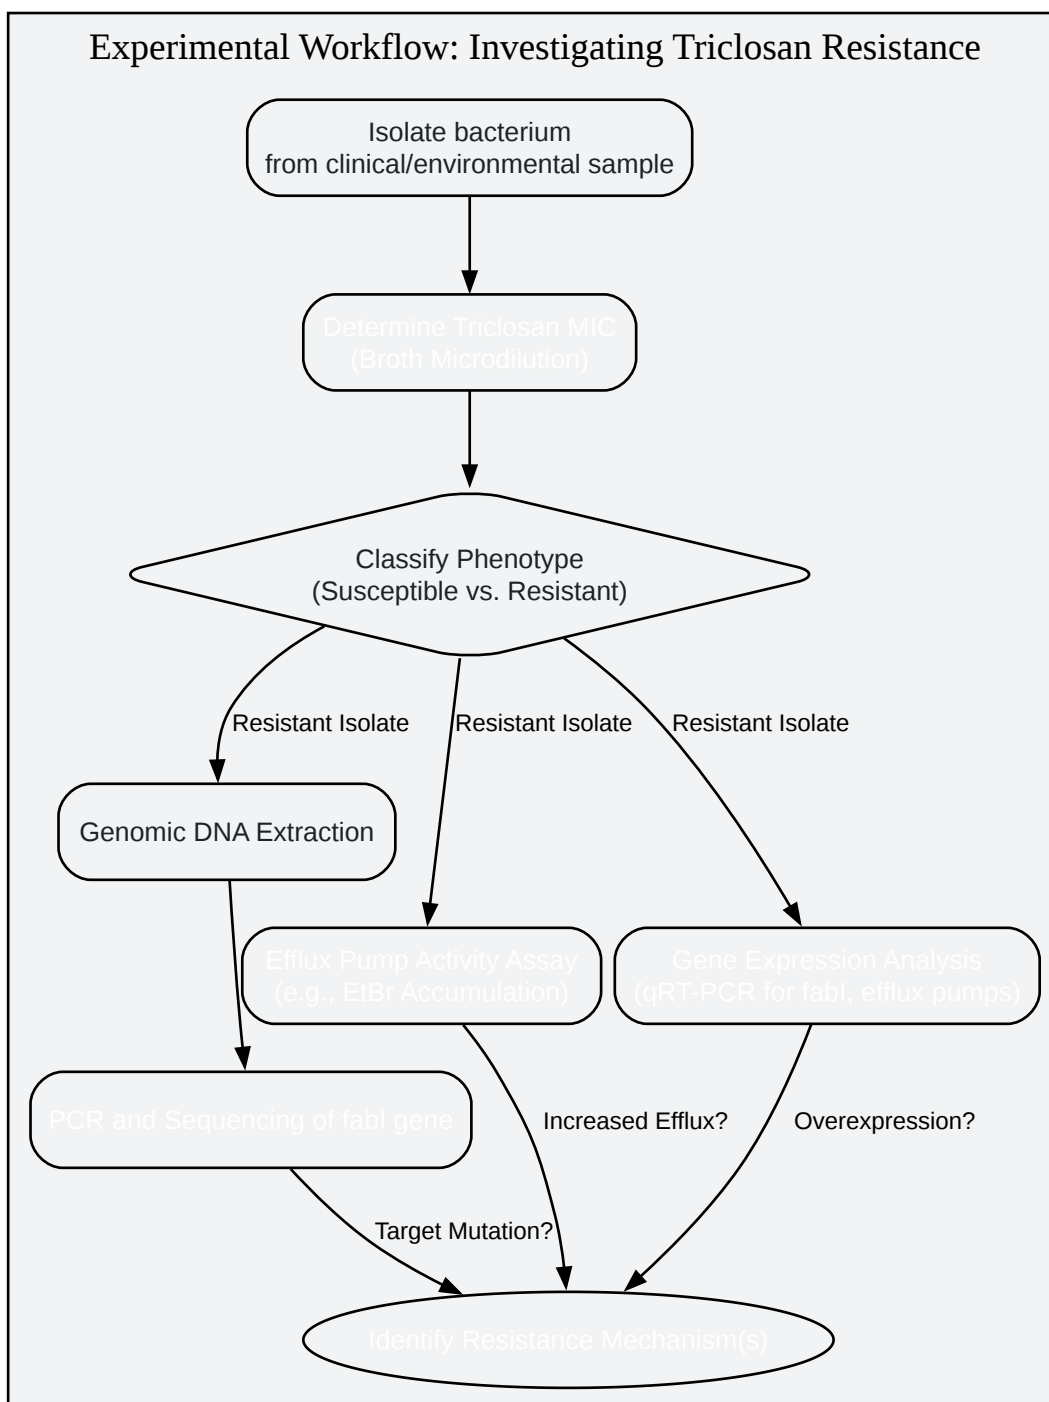 Experimental Workflow: Investigating Triclosan Resistance
Isolate bacterium
from clinical/environmental sample
Determine Triclosan MIC
(Broth Microdilution)
Classify Phenotype
(Susceptible vs. Resistant)
Resistant Isolate
Resistant Isolate
Resistant Isolate
Genomic DNA Extraction
Efflux Pump Activity Assay
(e.g., EtBr Accumulation)
Gene Expression Analysis
(qRT-PCR for fabI, efflux pumps)
PCR and Sequencing of fabI gene
Increased Efflux?
Overexpression?
Target Mutation?
Identify Resistance Mechanism(s)